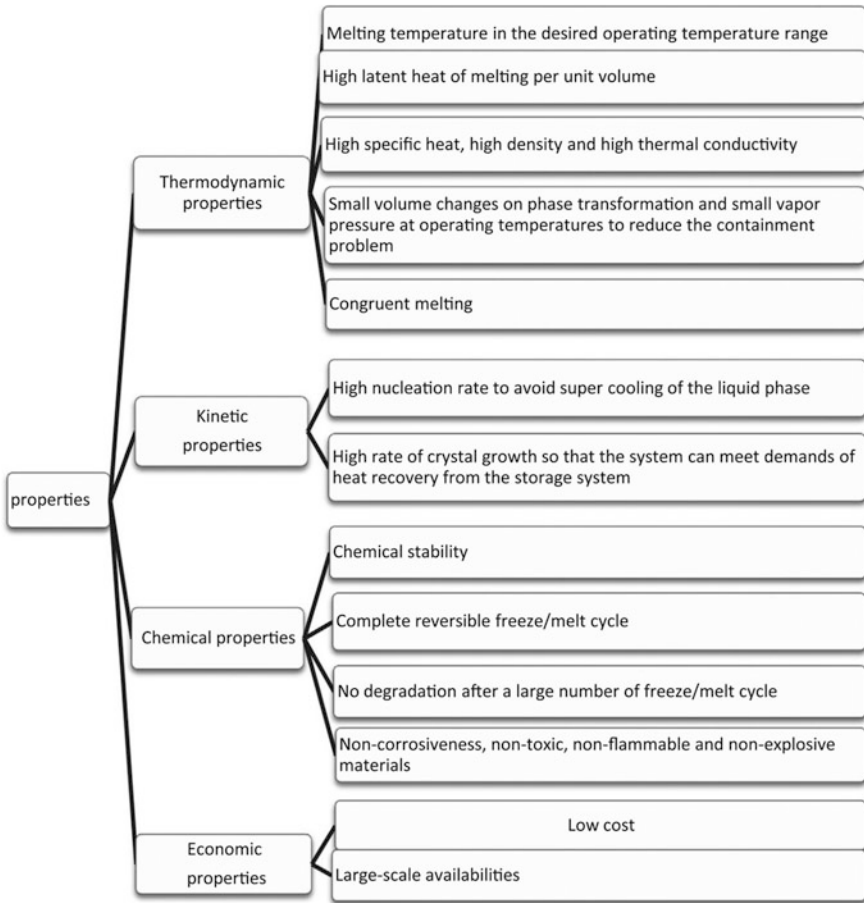 Melting temperature in the desired operating temperature range
High latent heat of melting per unit volume
High specific heat, high density and high thermal conductivity
Thermodynamic
properties
Small volume changes on phase transformation and small vapor
pressure at operating temperatures to reduce the containment
problem
Congruent melting
High nucleation rate to avoid super cooling of the liquid phase
Kinetic
properties
High rate of crystal growth so that the system can meet demands of
heat recovery from the storage system
properties
Chemical stability
Complete reversible freeze/melt cycle
Chemical properties
No degradation after a large number of freeze/melt cycle
Non-corrosiveness, non-toxic, non-flammable and non-explosive
materials
Low cost
Economic
properties
Large-scale availabilities